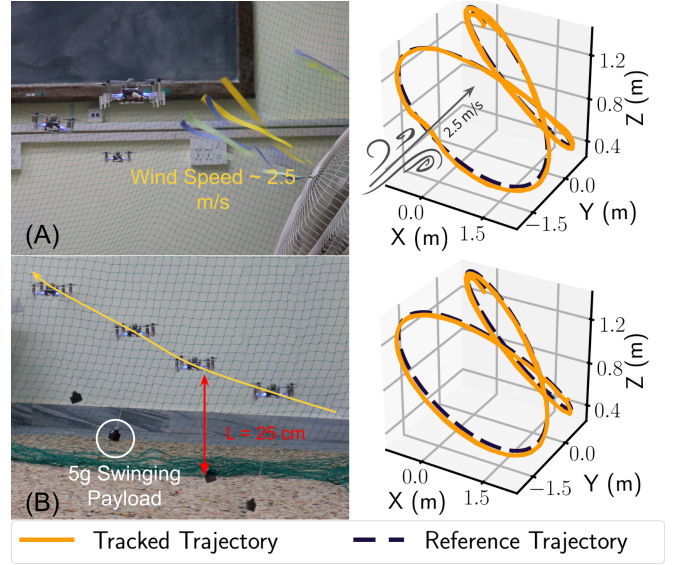 Wind Speed ~ 2.5
m/s
(A)
2.5 m/s
1.2
0.8
0.4
Z (m)
0.0
1.5
X (m)
0.0
−1.5
Y (m)
L = 25 cm
5g Swinging
Payload
(B)
1.2
0.8
0.4
Z (m)
0.0
1.5
X (m)
0.0
−1.5
Y (m)
Tracked Trajectory
Reference Trajectory